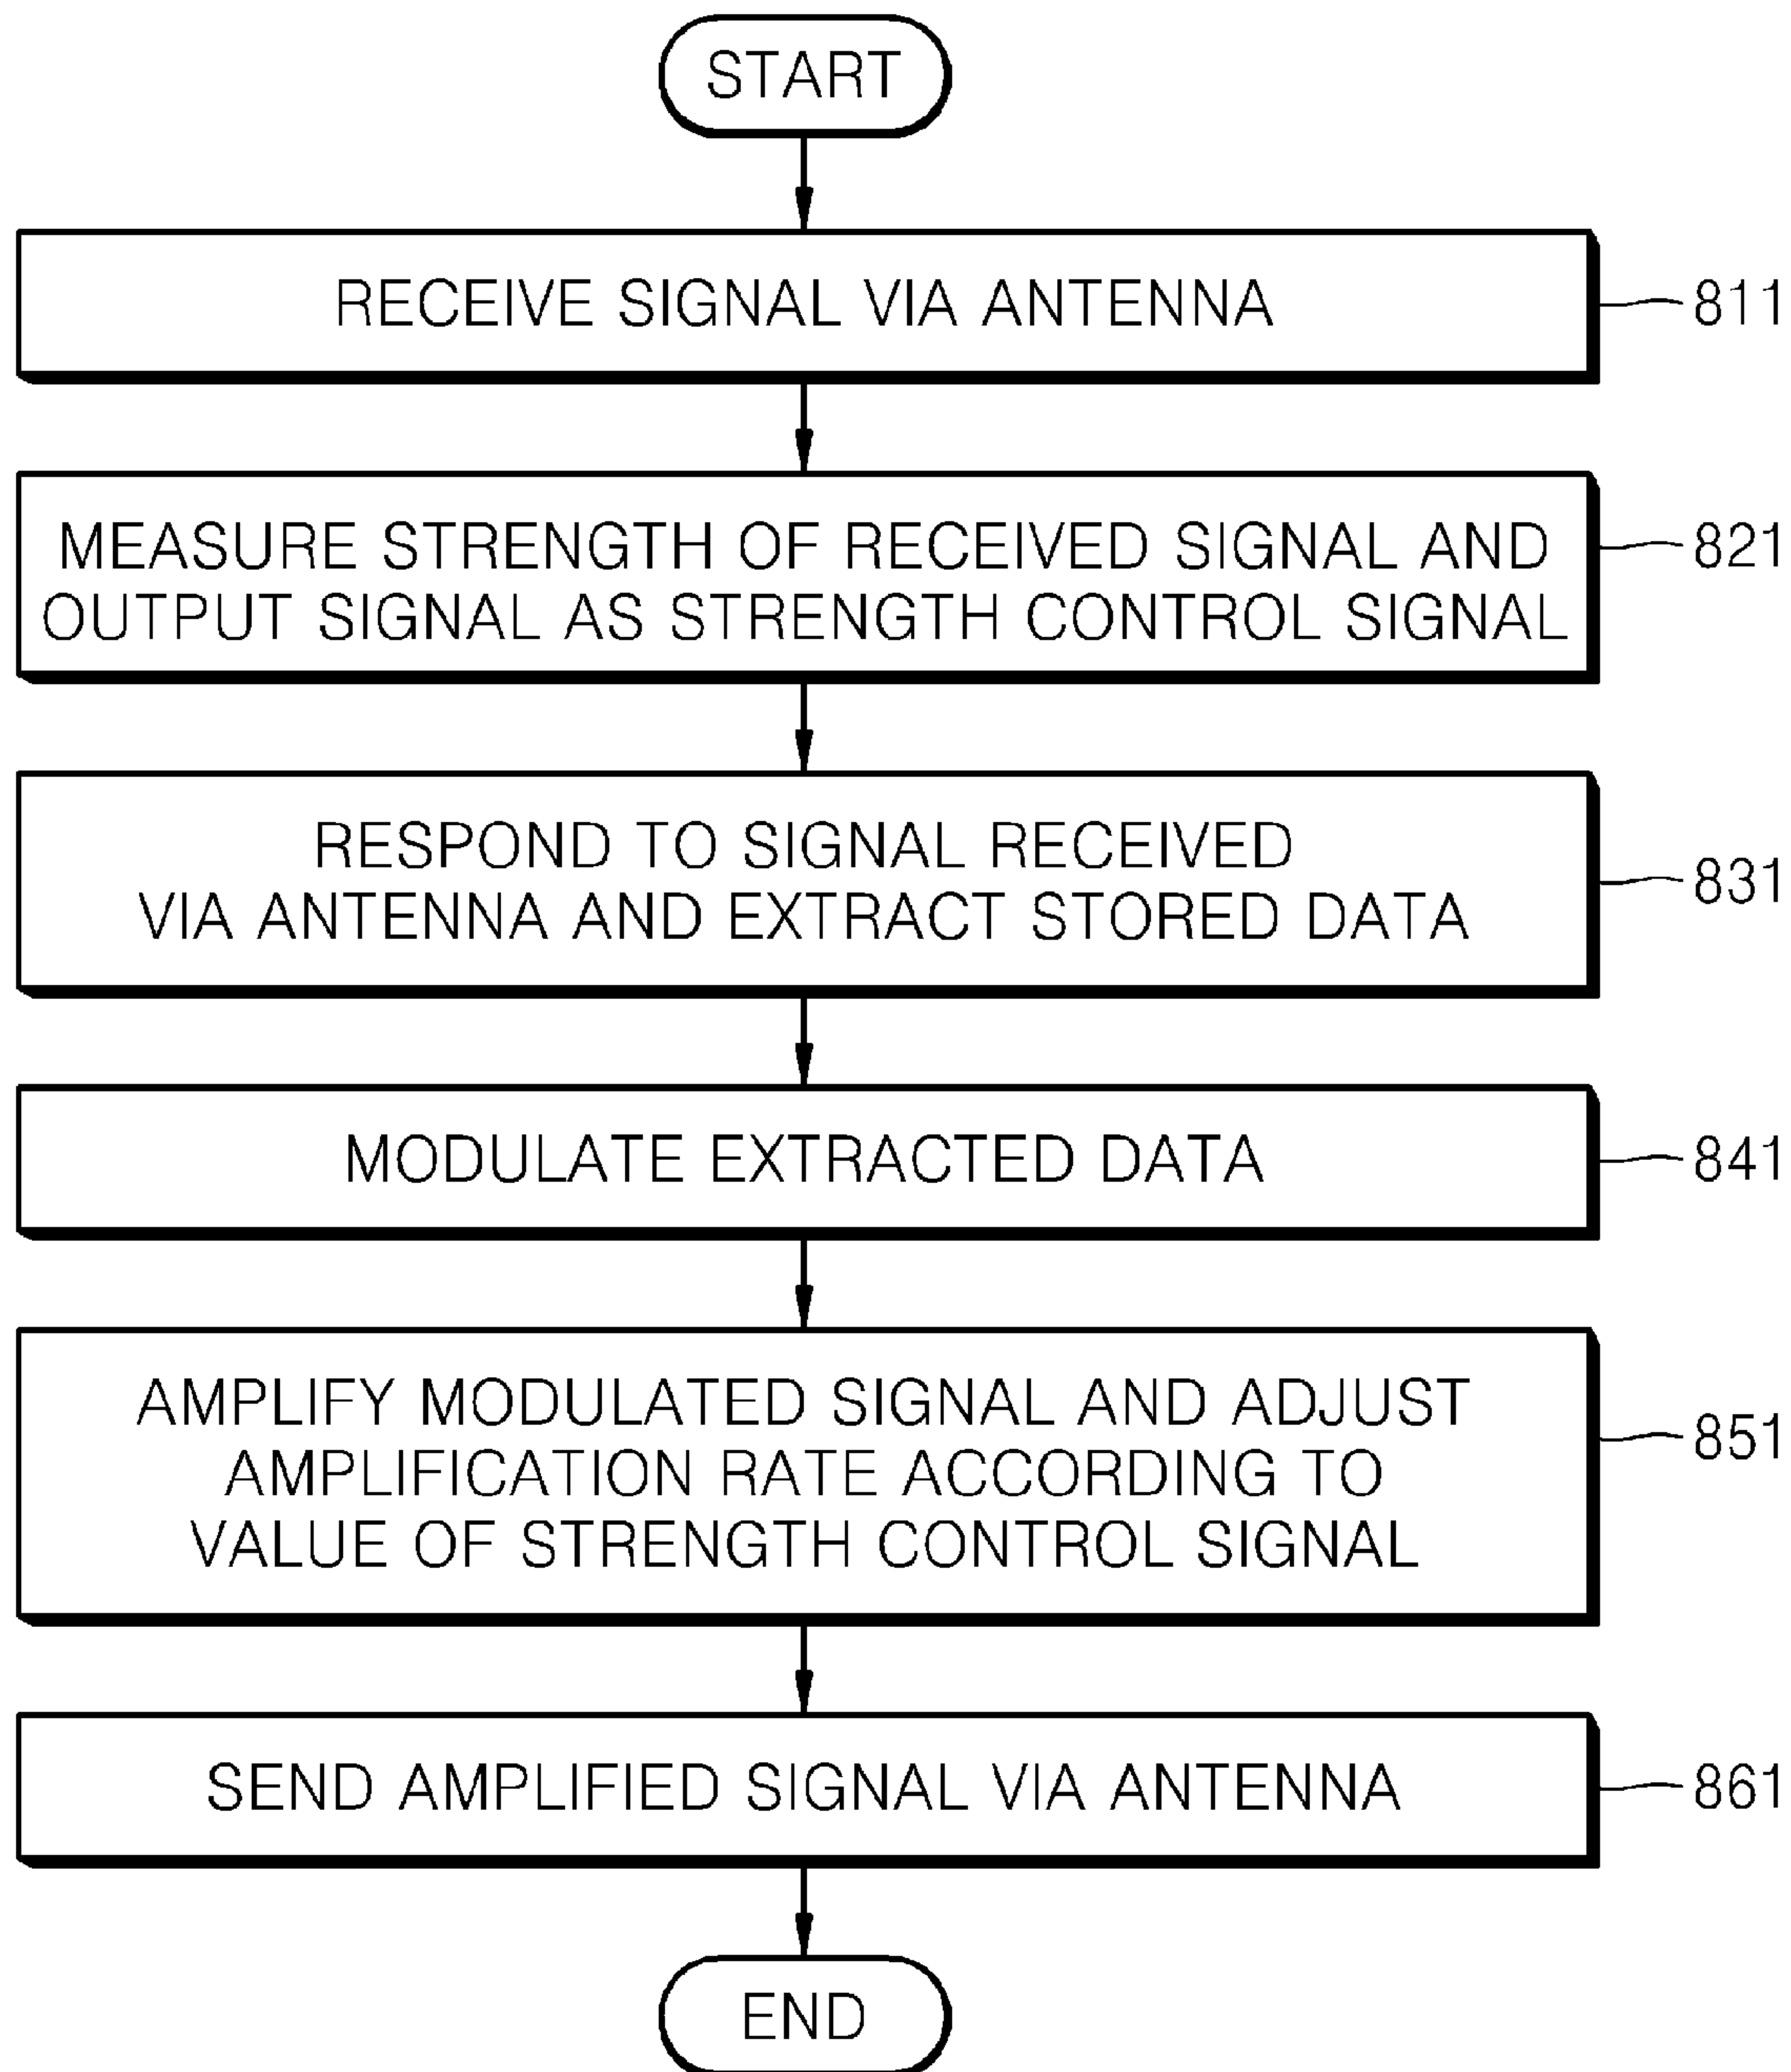 START
RECEIVE SIGNAL VIA ANTENNA
811
MEASURE STRENGTH OF RECEIVED SIGNAL AND
OUTPUT SIGNAL AS STRENGTH CONTROL SIGNAL
821
RESPOND TO SIGNAL RECEIVED
VIA ANTENNA AND EXTRACT STORED DATA
831
MODULATE EXTRACTED DATA
841
AMPLIFY MODULATED SIGNAL AND ADJUST
AMPLIFICATION RATE ACCORDING TO
VALUE OF STRENGTH CONTROL SIGNAL
851
SEND AMPLIFIED SIGNAL VIA ANTENNA
861
END